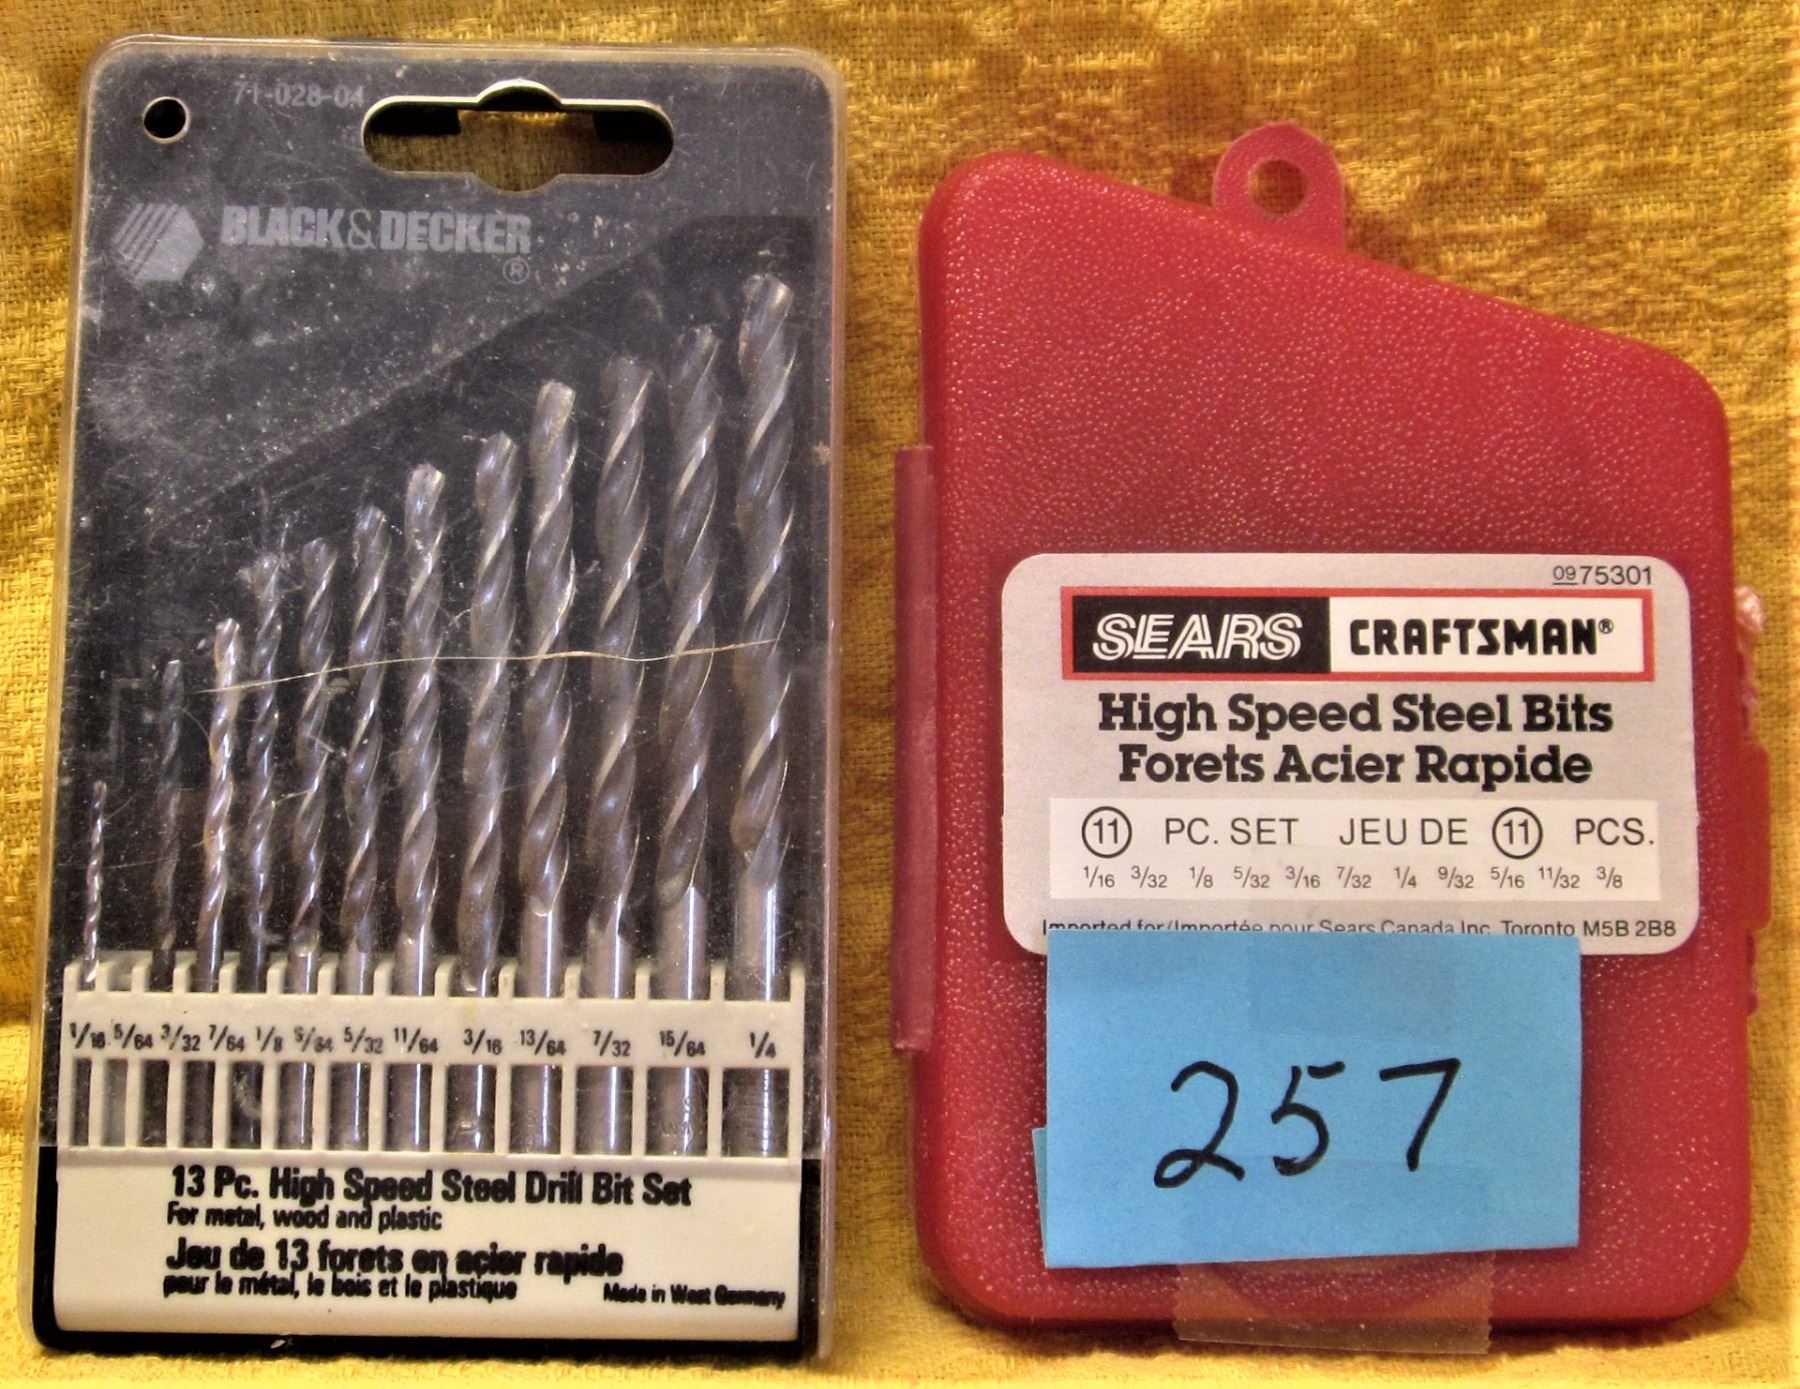 71-028-04
BLACK&DECKER
®
1/16 5/64 3/32 7/64 1/8 9/64 5/32 11/64 3/16 13/64 7/32 15/64 1/4
13 Pc. High Speed Steel Drill Bit Set
For metal, wood and plastic
Jeu de 13 forets en acier rapide
pour le métal, le bois et le plastique
Made in West Germany
0975301
SEARS CRAFTSMAN®
High Speed Steel Bits
Forets Acier Rapide
11 PC. SET JEU DE 11 PCS.
1/16 3/32 1/8 5/32 3/16 7/32 1/4 9/32 5/16 11/32 3/8
Imported for/Importée pour Sears Canada Inc. Toronto M5B 2B8
257